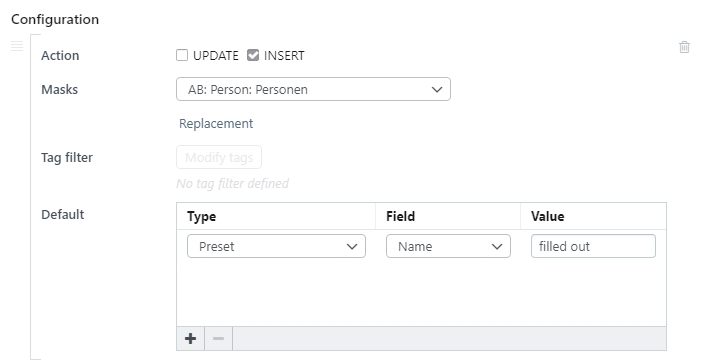 Configuration
Action UPDATE INSERT
Masks AB: Person: Personen
Replacement
Tag filter Modify tags
No tag filter defined
Default Type Field Value
Preset Name filled out